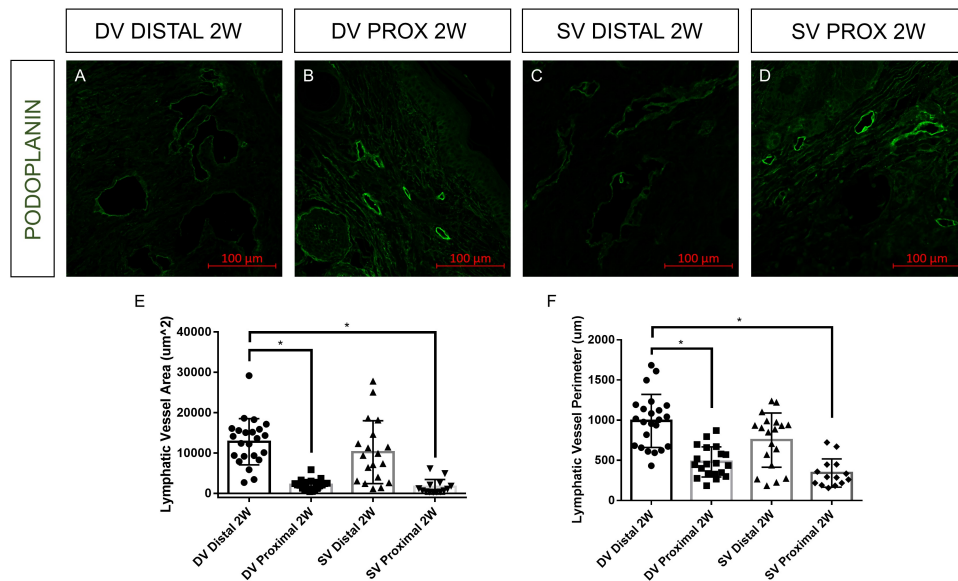 DV DISTAL 2W
DV PROX 2W
SV DISTAL 2W
SV PROX 2W
PODOPLANIN
A
B
C
D
100 µm
100 µm
100 µm
100 µm
E
Lymphatic Vessel Area (um^2)
40000
30000
20000
10000
0
*
*
DV Distal 2W
DV Proximal 2W
SV Distal 2W
SV Proximal 2W
F
Lymphatic Vessel Perimeter (um)
2000
1500
1000
500
0
*
*
DV Distal 2W
DV Proximal 2W
SV Distal 2W
SV Proximal 2W